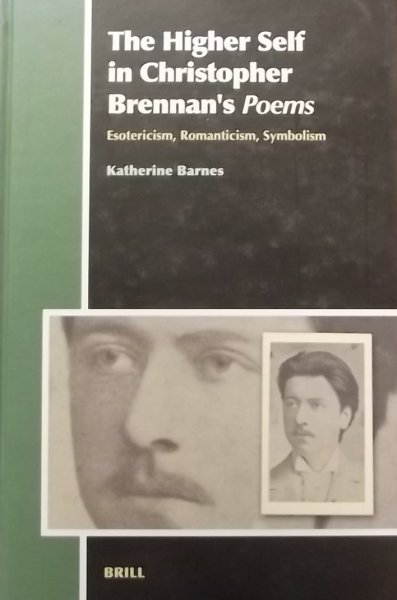 The Higher Self
in Christopher
Brennan's Poems
Esotericism, Romanticism, Symbolism
Katherine Barnes
BRILL